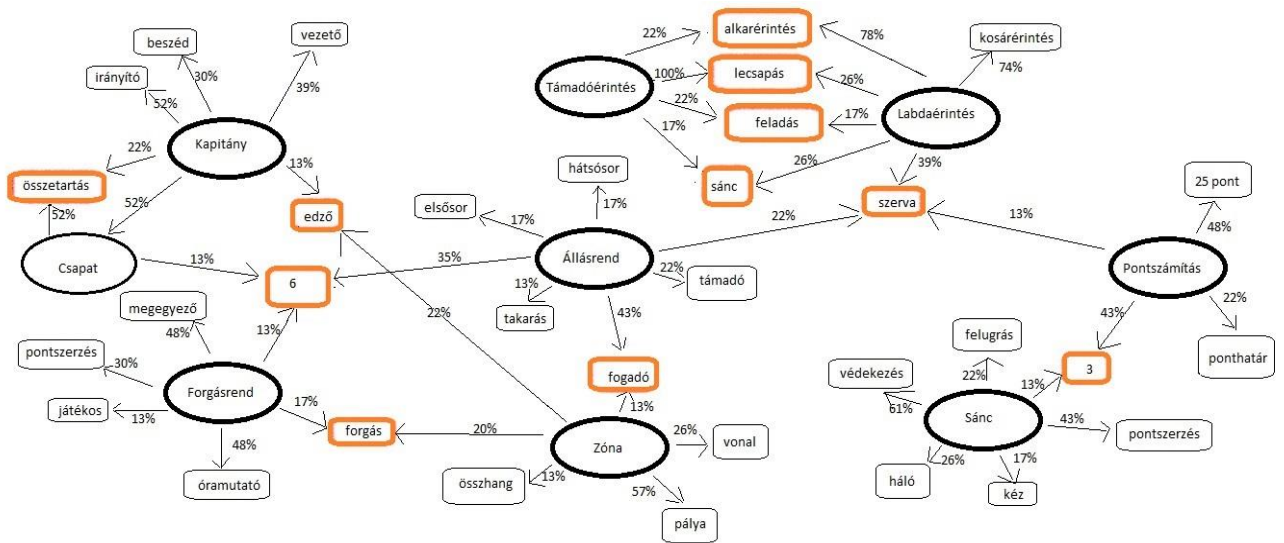 beszéd
vezető
irányító
30%
52%
39%
Kapitány
22%
13%
összetartás
52%
52%
edző
Csapat
13%
6
35%
megegyező
48%
13%
22%
pontszerzés
30%
Forgásrend
játékos
13%
17%
48%
forgás
20%
óramutató
22%
alkarérintés
78%
kosárérintés
74%
100%
lecsapás
26%
Támadóérintés
22%
feladás
17%
Labdaérintés
17%
26%
39%
sánc
szerva
hátsósor
17%
elsősor
17%
22%
13%
Állásrend
22%
támadó
13%
takarás
43%
fogadó
13%
Zóna
26%
vonal
összhang
13%
57%
pálya
25 pont
48%
Pontszámítás
43%
22%
ponthatár
felugrás
22%
13%
3
védekezés
61%
Sánc
43%
pontszerzés
26%
háló
17%
kéz